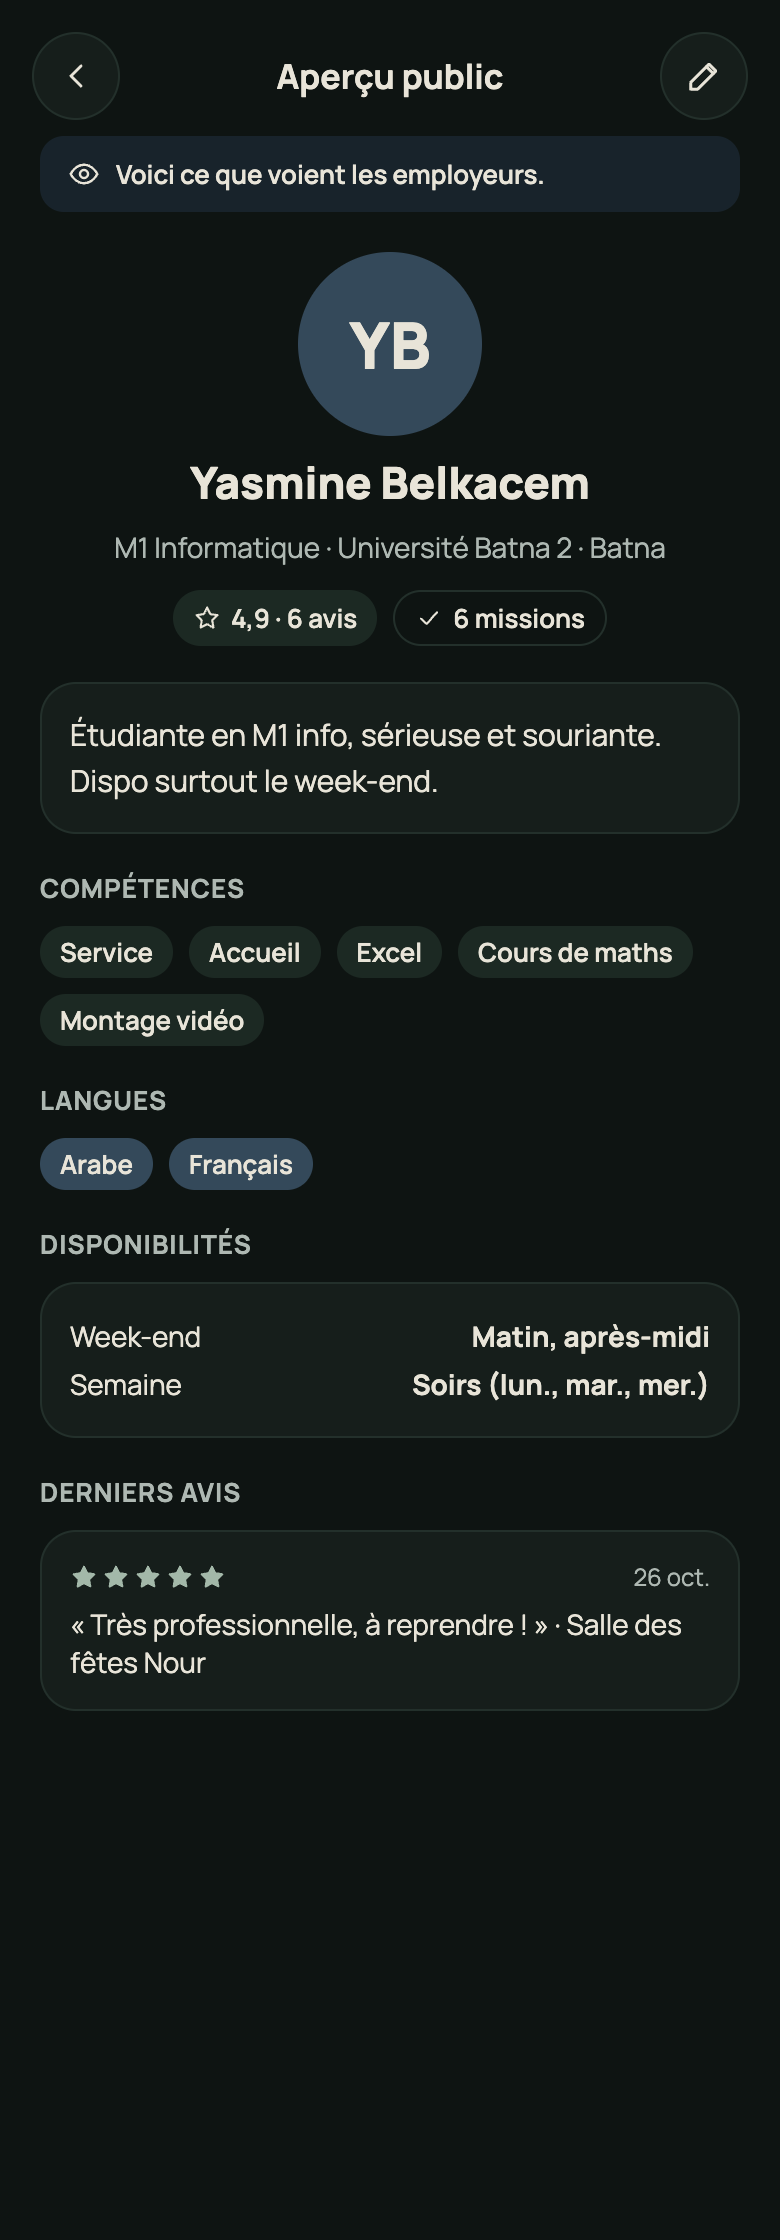 Aperçu public
Voici ce que voient les employeurs.
YB
Yasmine Belkacem
M1 Informatique · Université Batna 2 · Batna
4,9 · 6 avis
6 missions
Étudiante en M1 info, sérieuse et souriante.
Dispo surtout le week-end.
COMPÉTENCES
Service
Accueil
Excel
Cours de maths
Montage vidéo
LANGUES
Arabe
Français
DISPONIBILITÉS
Week-end
Matin, après-midi
Semaine
Soirs (lun., mar., mer.)
DERNIERS AVIS
26 oct.
« Très professionnelle, à reprendre ! » · Salle des
fêtes Nour